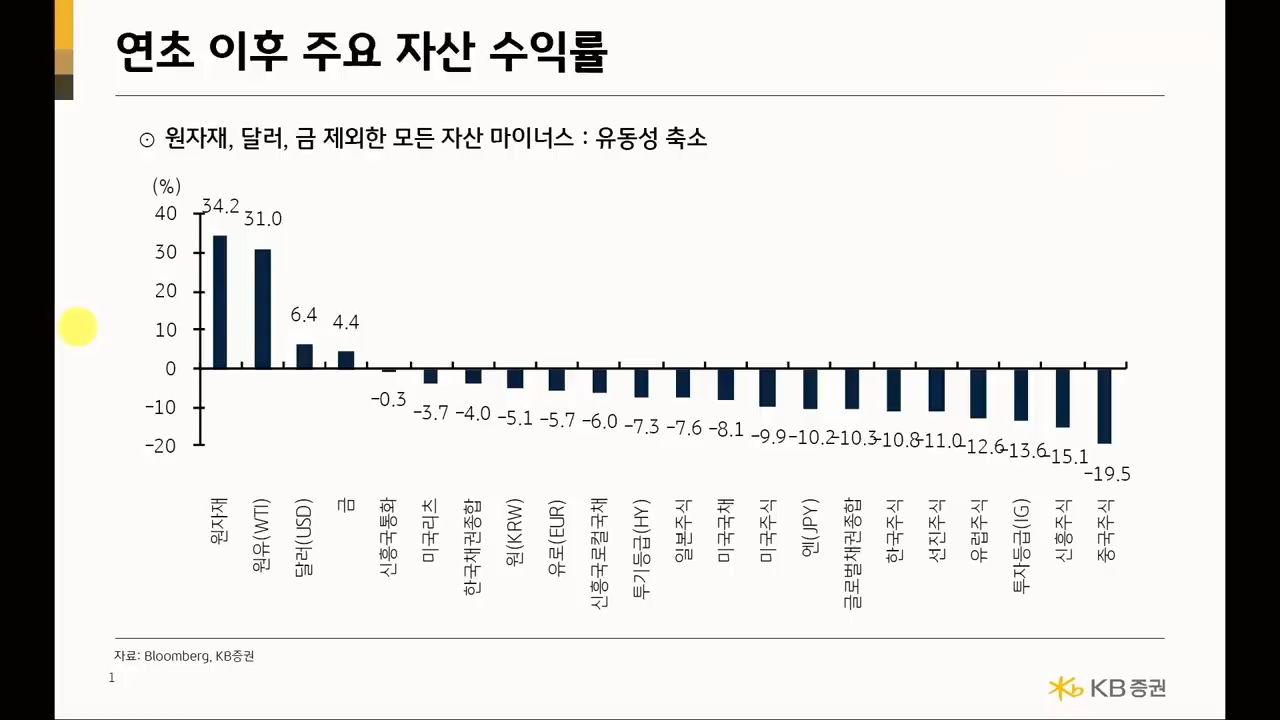 연초 이후 주요 자산 수익률
⊙ 원자재, 달러, 금 제외한 모든 자산 마이너스 : 유동성 축소
(%)
40
30
20
10
0
-10
-20
34.2
31.0
6.4
4.4
-0.3
-3.7
-4.0
-5.1
-5.7
-6.0
-7.3
-7.6
-8.1
-9.9
-10.2
-10.3
-10.8
-11.0
-12.6
-13.6
-15.1
-19.5
원자재
원유(WTI)
달러(USD)
금
신흥국통화
미국리츠
한국채권종합
원(KRW)
유로(EUR)
신흥국로컬국채
투기등급(HY)
일본주식
미국국채
미국주식
엔(JPY)
글로벌채권종합
한국주식
선진주식
유럽주식
투자등급(IG)
신흥주식
중국주식
자료: Bloomberg, KB증권
1
KB증권